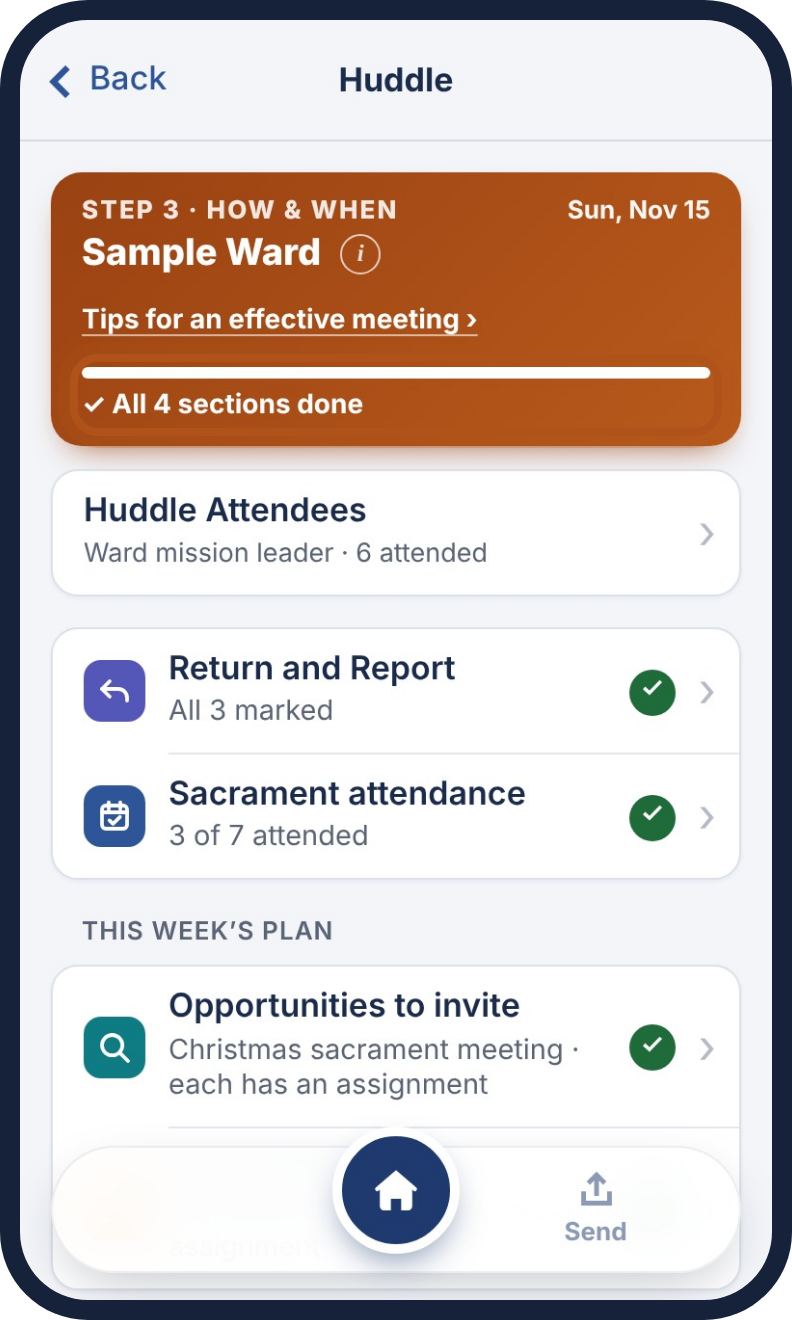 Back
Huddle
STEP 3 · HOW & WHEN
Sun, Nov 15
Sample Ward i
Tips for an effective meeting ›
✓ All 4 sections done
Huddle Attendees
Ward mission leader · 6 attended
Return and Report
All 3 marked
Sacrament attendance
3 of 7 attended
THIS WEEK’S PLAN
Opportunities to invite
Christmas sacrament meeting ·
each has an assignment
assignment
Send